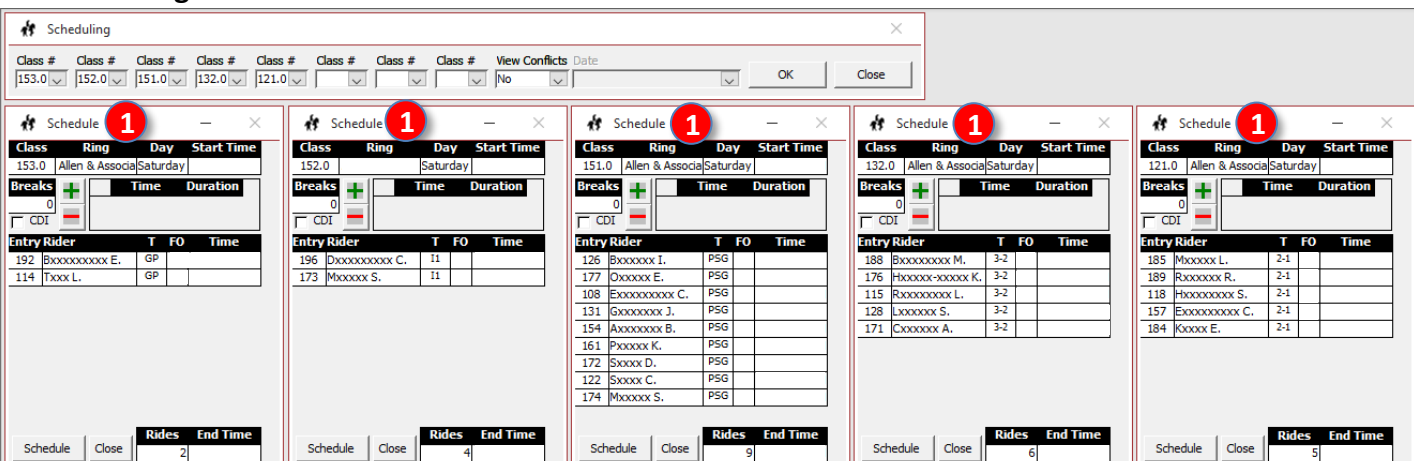 Scheduling
Class # Class # Class # Class # Class # Class # Class # Class # View Conflicts Date
153.0 152.0 151.0 132.0 121.0 No OK Close
Schedule 1
Class Ring Day Start Time
153.0 Allen & Associa Saturday
Breaks Time Duration
0
CDI
Entry Rider T FO Time
192 Bxxxxxxxxx E. GP
114 Txxx L. GP
Rides End Time
Schedule Close 2
Schedule 1
Class Ring Day Start Time
152.0 Saturday
Breaks Time Duration
0
CDI
Entry Rider T FO Time
196 Dxxxxxxxxx C. I1
173 Mxxxxx S. I1
Rides End Time
Schedule Close 4
Schedule 1
Class Ring Day Start Time
151.0 Allen & Associa Saturday
Breaks Time Duration
0
CDI
Entry Rider T FO Time
126 Bxxxxxx I. PSG
177 Oxxxxx E. PSG
108 Exxxxxxxxx C. PSG
131 Gxxxxxxx J. PSG
154 Axxxxxxx B. PSG
161 Pxxxxx K. PSG
172 Sxxxx D. PSG
122 Sxxxx C. PSG
174 Mxxxxx S. PSG
Rides End Time
Schedule Close 9
Schedule 1
Class Ring Day Start Time
132.0 Allen & Associa Saturday
Breaks Time Duration
0
CDI
Entry Rider T FO Time
188 Bxxxxxxxx M. 3-2
176 Hxxxxx-xxxxx K. 3-2
115 Rxxxxxxxx L. 3-2
128 Lxxxxxx S. 3-2
171 Cxxxxxx A. 3-2
Rides End Time
Schedule Close 6
Schedule 1
Class Ring Day Start Time
121.0 Allen & Associa Saturday
Breaks Time Duration
0
CDI
Entry Rider T FO Time
185 Mxxxxx L. 2-1
189 Rxxxxxx R. 2-1
118 Hxxxxxxxx S. 2-1
157 Exxxxxxxxx C. 2-1
184 Kxxxx E. 2-1
Rides End Time
Schedule Close 5